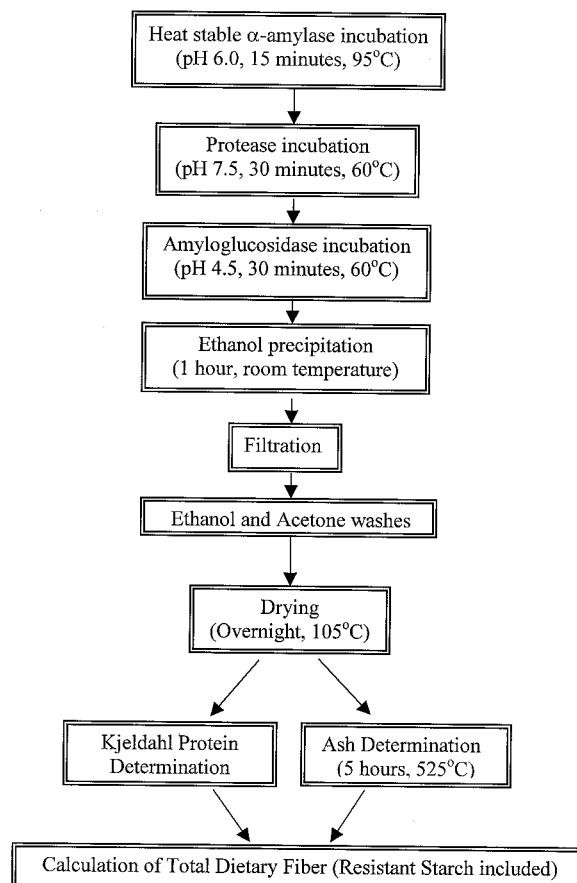 Heat stable α-amylase incubation
(pH 6.0, 15 minutes, 95°C)
Protease incubation
(pH 7.5, 30 minutes, 60°C)
Amyloglucosidase incubation
(pH 4.5, 30 minutes, 60°C)
Ethanol precipitation
(1 hour, room temperature)
Filtration
Ethanol and Acetone washes
Drying
(Overnight, 105°C)
Kjeldahl Protein
Determination
Ash Determination
(5 hours, 525°C)
Calculation of Total Dietary Fiber (Resistant Starch included)